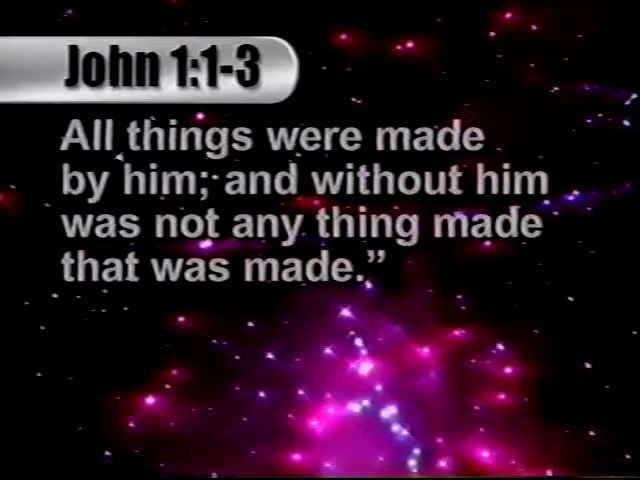 John 1:1-3
All things were made
by him; and without him
was not any thing made
that was made.”